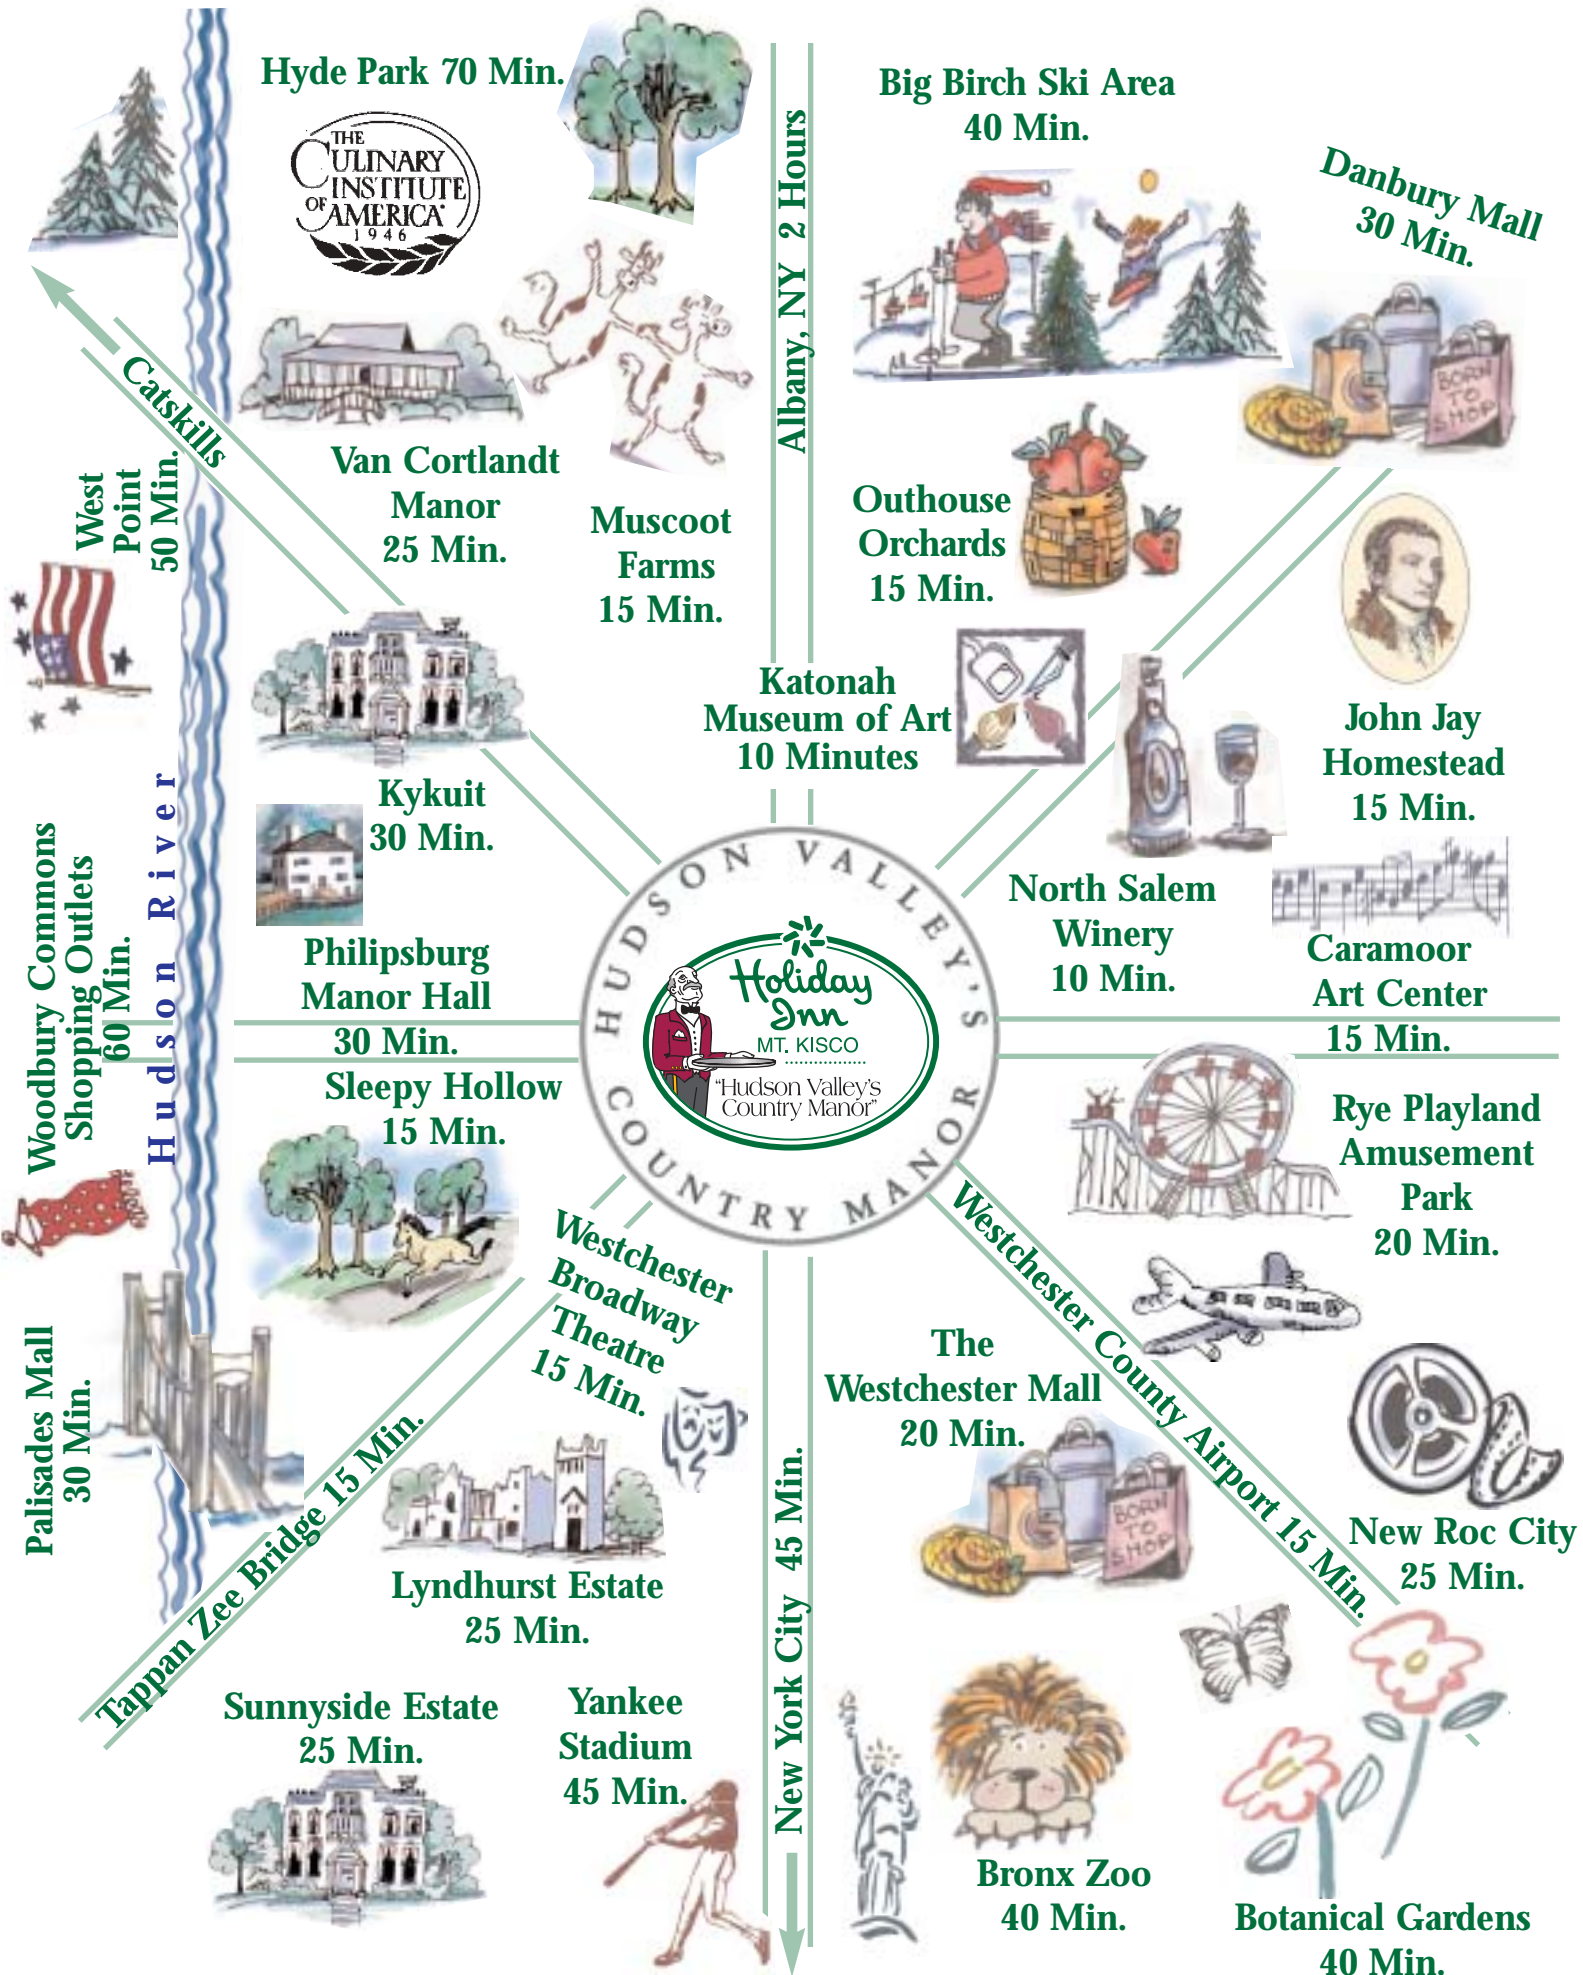 Hyde Park 70 Min.
THE
CULINARY
INSTITUTE
OF AMERICA
1946
Big Birch Ski Area
40 Min.
Danbury Mall
30 Min.
BORN
TO
SHOP
Albany, NY 2 Hours
Catskills
West
Point
50 Min.
Van Cortlandt
Manor
25 Min.
Muscoot
Farms
15 Min.
Outhouse
Orchards
15 Min.
Katonah
Museum of Art
10 Minutes
John Jay
Homestead
15 Min.
Kykuit
30 Min.
Hudson River
Woodbury Commons
Shopping Outlets
60 Min.
Philipsburg
Manor Hall
30 Min.
North Salem
Winery
10 Min.
Caramoor
Art Center
15 Min.
HUDSON VALLEY'S
COUNTRY MANOR
Holiday
Inn
MT. KISCO
"Hudson Valley's
Country Manor"
Sleepy Hollow
15 Min.
Rye Playland
Amusement
Park
20 Min.
Westchester
Broadway
Theatre
15 Min.
Westchester County Airport 15 Min.
Palisades Mall
30 Min.
Tappan Zee Bridge 15 Min.
The
Westchester Mall
20 Min.
BORN
TO
SHOP
New Roc City
25 Min.
Lyndhurst Estate
25 Min.
New York City 45 Min.
Sunnyside Estate
25 Min.
Yankee
Stadium
45 Min.
Bronx Zoo
40 Min.
Botanical Gardens
40 Min.